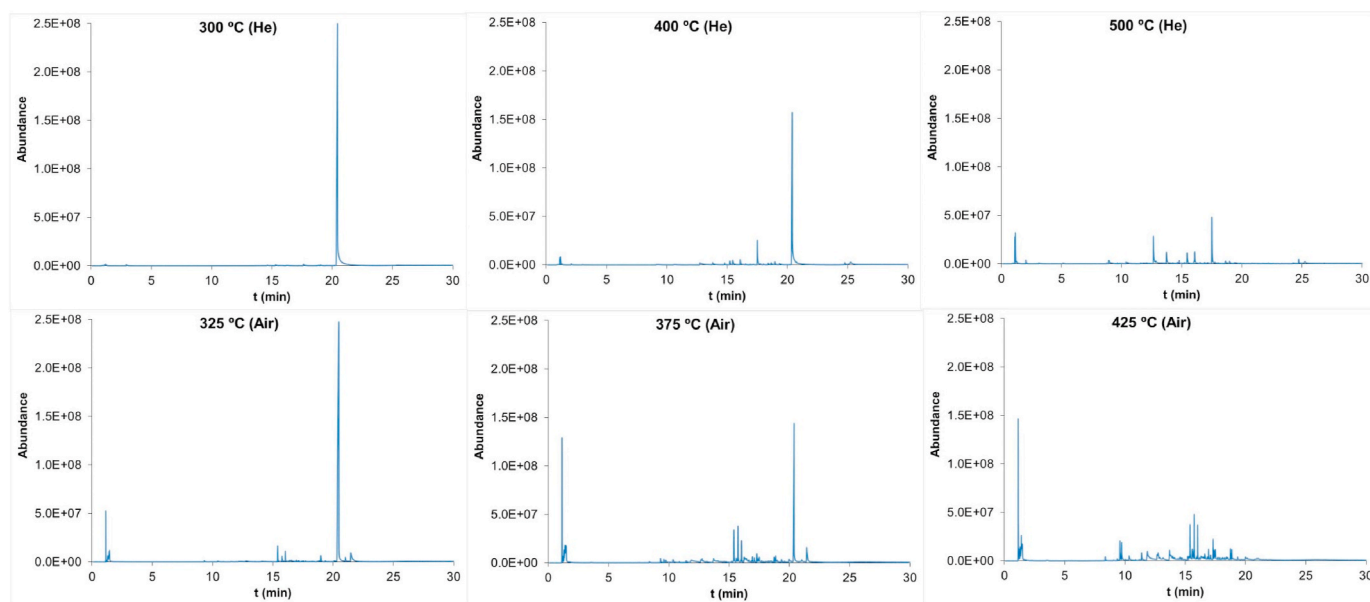 300 ºC (He)
2.5E+08
2.0E+08
1.5E+08
1.0E+08
5.0E+07
0.0E+00
Abundance
0 5 10 15 20 25 30
t (min)
400 ºC (He)
2.5E+08
2.0E+08
1.5E+08
1.0E+08
5.0E+07
0.0E+00
Abundance
0 5 10 15 20 25 30
t (min)
500 ºC (He)
2.5E+08
2.0E+08
1.5E+08
1.0E+08
5.0E+07
0.0E+00
Abundance
0 5 10 15 20 25 30
t (min)
325 ºC (Air)
2.5E+08
2.0E+08
1.5E+08
1.0E+08
5.0E+07
0.0E+00
Abundance
0 5 10 15 20 25 30
t (min)
375 ºC (Air)
2.5E+08
2.0E+08
1.5E+08
1.0E+08
5.0E+07
0.0E+00
Abundance
0 5 10 15 20 25 30
t (min)
425 ºC (Air)
2.5E+08
2.0E+08
1.5E+08
1.0E+08
5.0E+07
0.0E+00
Abundance
0 5 10 15 20 25 30
t (min)